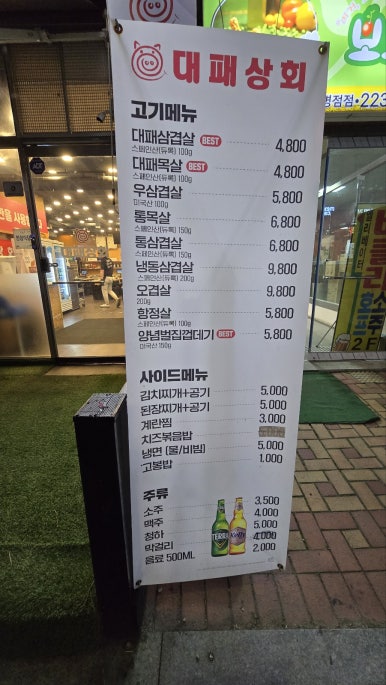 대패상회
고기메뉴
대패삼겹살 BEST 4,800
스페인산(듀록) 100g
대패목살 BEST 4,800
스페인산(듀록) 100g
우삼겹살 5,800
미국산 100g
통목살 6,800
스페인산(듀록) 150g
통삼겹살 6,800
스페인산(듀록) 150g
냉동삼겹살 9,800
스페인산(듀록) 200g
오겹살 9,800
200g
항정살 5,800
스페인산(듀록) 100g
양념벌집껍데기 BEST 5,800
미국산 150g
사이드메뉴
김치찌개+공기 5,000
된장찌개+공기 5,000
계란찜 3,000
치즈볶음밥
냉면 (물/비빔) 5,000
고봉밥 1,000
주류
소주 3,500
맥주 4,000
청하 5,000
막걸리 4,000
음료 500ML 2,000
TERRA
Kelly
점점•223
2F